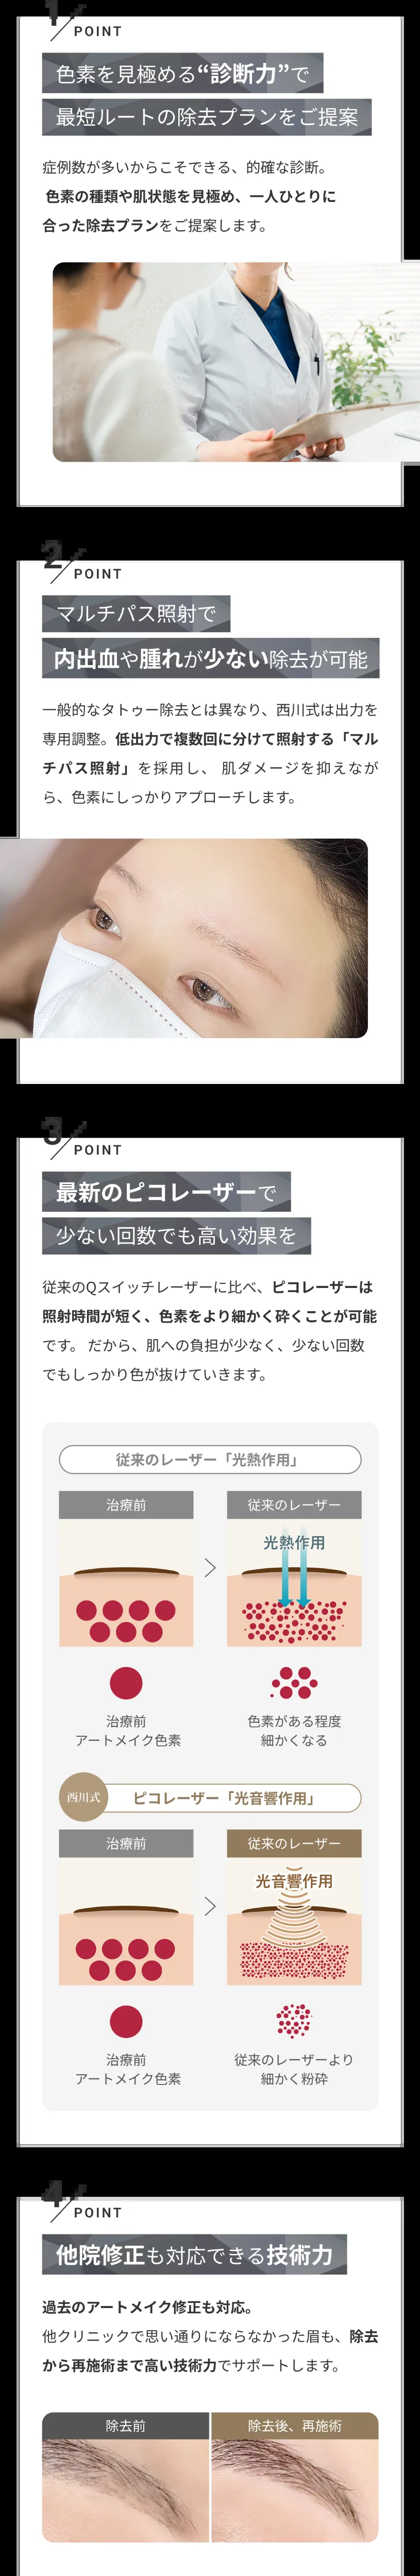 1
POINT
色素を見極める“診断力”で
最短ルートの除去プランをご提案
症例数が多いからこそできる、的確な診断。
色素の種類や肌状態を見極め、一人ひとりに
合った除去プランをご提案します。
2
POINT
マルチパス照射で
内出血や腫れが少ない除去が可能
一般的なタトゥー除去とは異なり、西川式は出力を
専用調整。低出力で複数回に分けて照射する「マル
チパス照射」を採用し、 肌ダメージを抑えなが
ら、色素にしっかりアプローチします。
3
POINT
最新のピコレーザーで
少ない回数でも高い効果を
従来のQスイッチレーザーに比べ、ピコレーザーは
照射時間が短く、色素をより細かく砕くことが可能
です。 だから、肌への負担が少なく、少ない回数
でもしっかり色が抜けていきます。
従来のレーザー「光熱作用」
治療前 従来のレーザー
光熱作用
治療前 色素がある程度
アートメイク色素 細かくなる
西川式 ピコレーザー「光音響作用」
治療前 従来のレーザー
光音響作用
治療前 従来のレーザーより
アートメイク色素 細かく粉砕
4
POINT
他院修正も対応できる技術力
過去のアートメイク修正も対応。
他クリニックで思い通りにならなかった眉も、除去
から再施術まで高い技術力でサポートします。
除去前 除去後、再施術